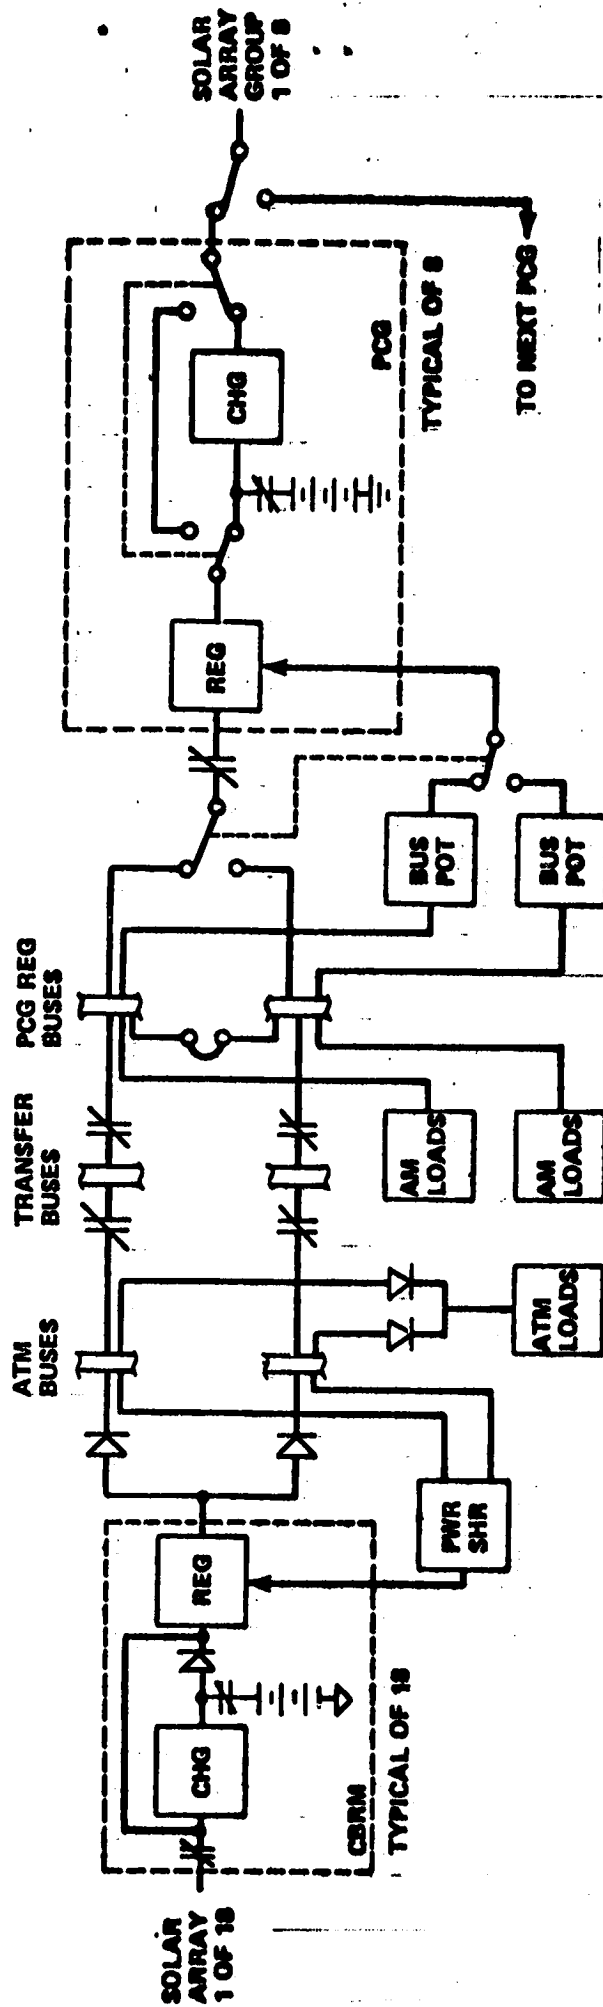 SOLAR
ARRAY
1 OF 18
CHG
REG
CBRM
TYPICAL OF 18
PWR
SHR
ATM
BUSES
ATM
LOADS
TRANSFER
BUSES
PCG REG
BUSES
AM
LOADS
AM
LOADS
BUS
POT
BUS
POT
REG
CHG
PCG
TYPICAL OF 8
TO NEXT PCG
SOLAR
ARRAY
GROUP
1 OF 8